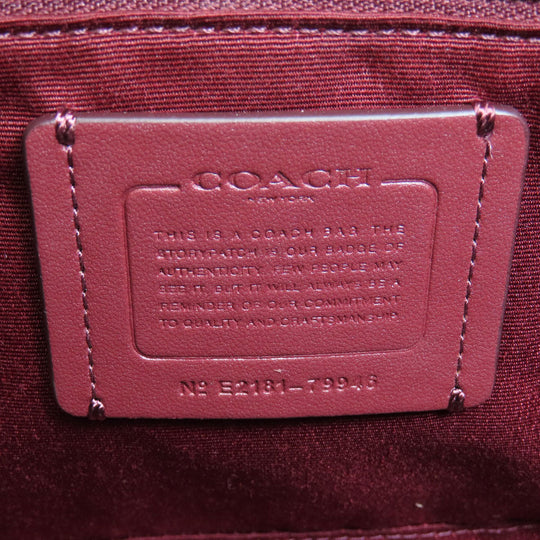 COACH
NEW YORK
THIS IS A COACH BAG. THE
STORYPATCH IS OUR BADGE OF
AUTHENTICITY. FEW PEOPLE MAY
SEE IT, BUT IT WILL ALWAYS BE A
REMINDER OF OUR COMMITMENT
TO QUALITY AND CRAFTSMANSHIP.
Nº E2181-79946